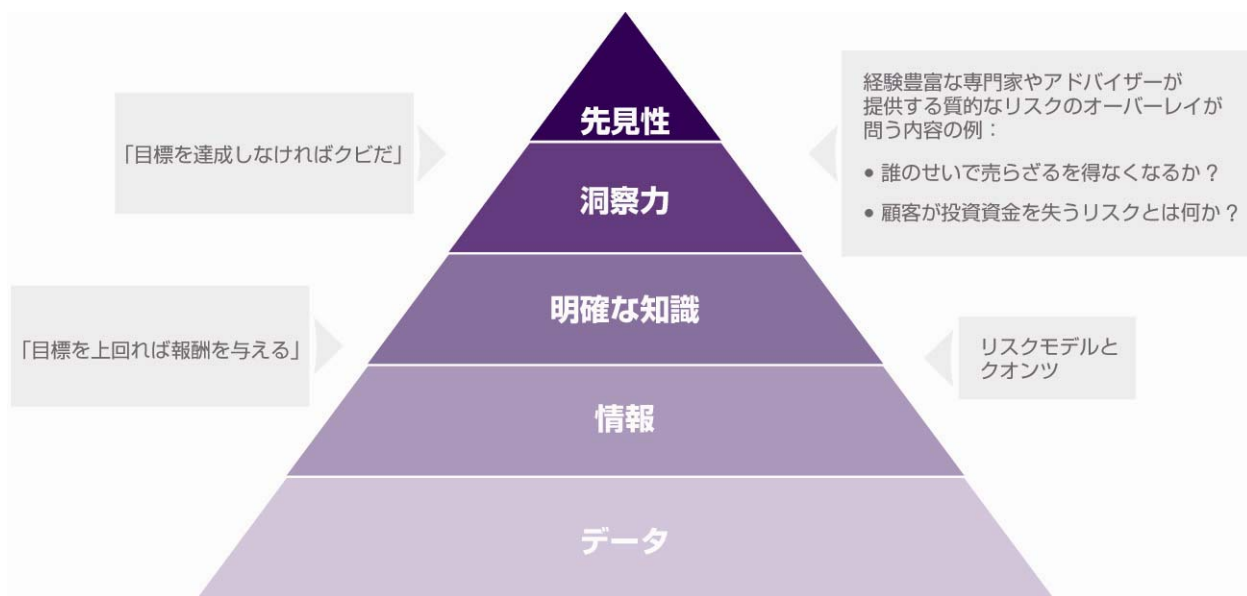 先見性
経験豊富な専門家やアドバイザーが
提供する質的なリスクのオーバーレイが
問う内容の例：
• 誰のせいで売らざるを得なくなるか？
• 顧客が投資資金を失うリスクとは何か？
「目標を達成しなければクビだ」
洞察力
明確な知識
「目標を上回れば報酬を与える」
リスクモデルと
クオンツ
情報
データ